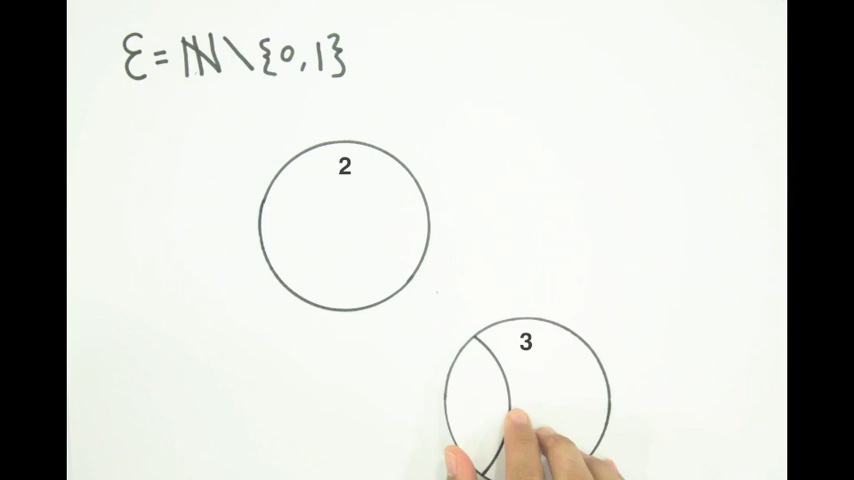 ℰ = ℕ \ {0, 1}
2
3